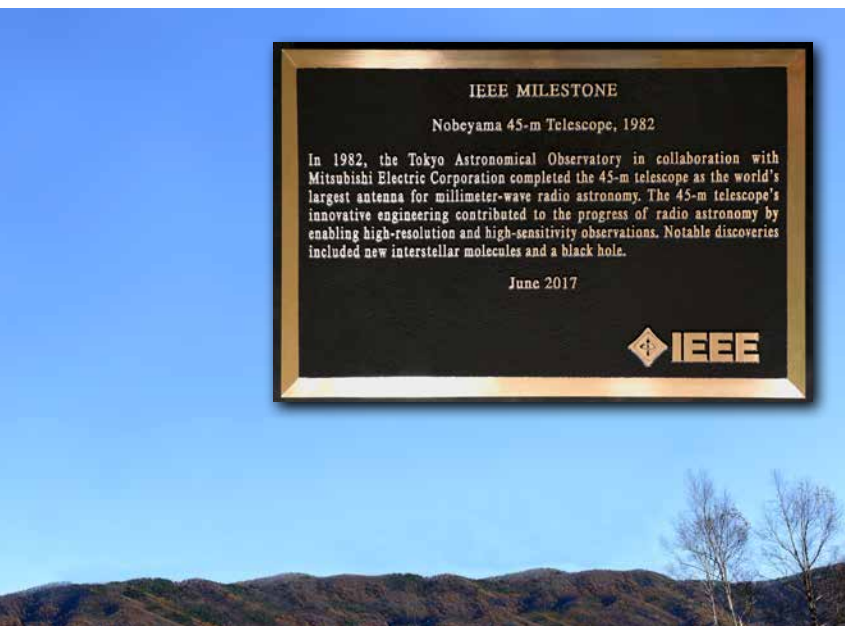 IEEE MILESTONE
Nobeyama 45-m Telescope, 1982
In 1982, the Tokyo Astronomical Observatory in collaboration with
Mitsubishi Electric Corporation completed the 45-m telescope as the world's
largest antenna for millimeter-wave radio astronomy. The 45-m telescope's
innovative engineering contributed to the progress of radio astronomy by
enabling high-resolution and high-sensitivity observations. Notable discoveries
included new interstellar molecules and a black hole.
June 2017
IEEE